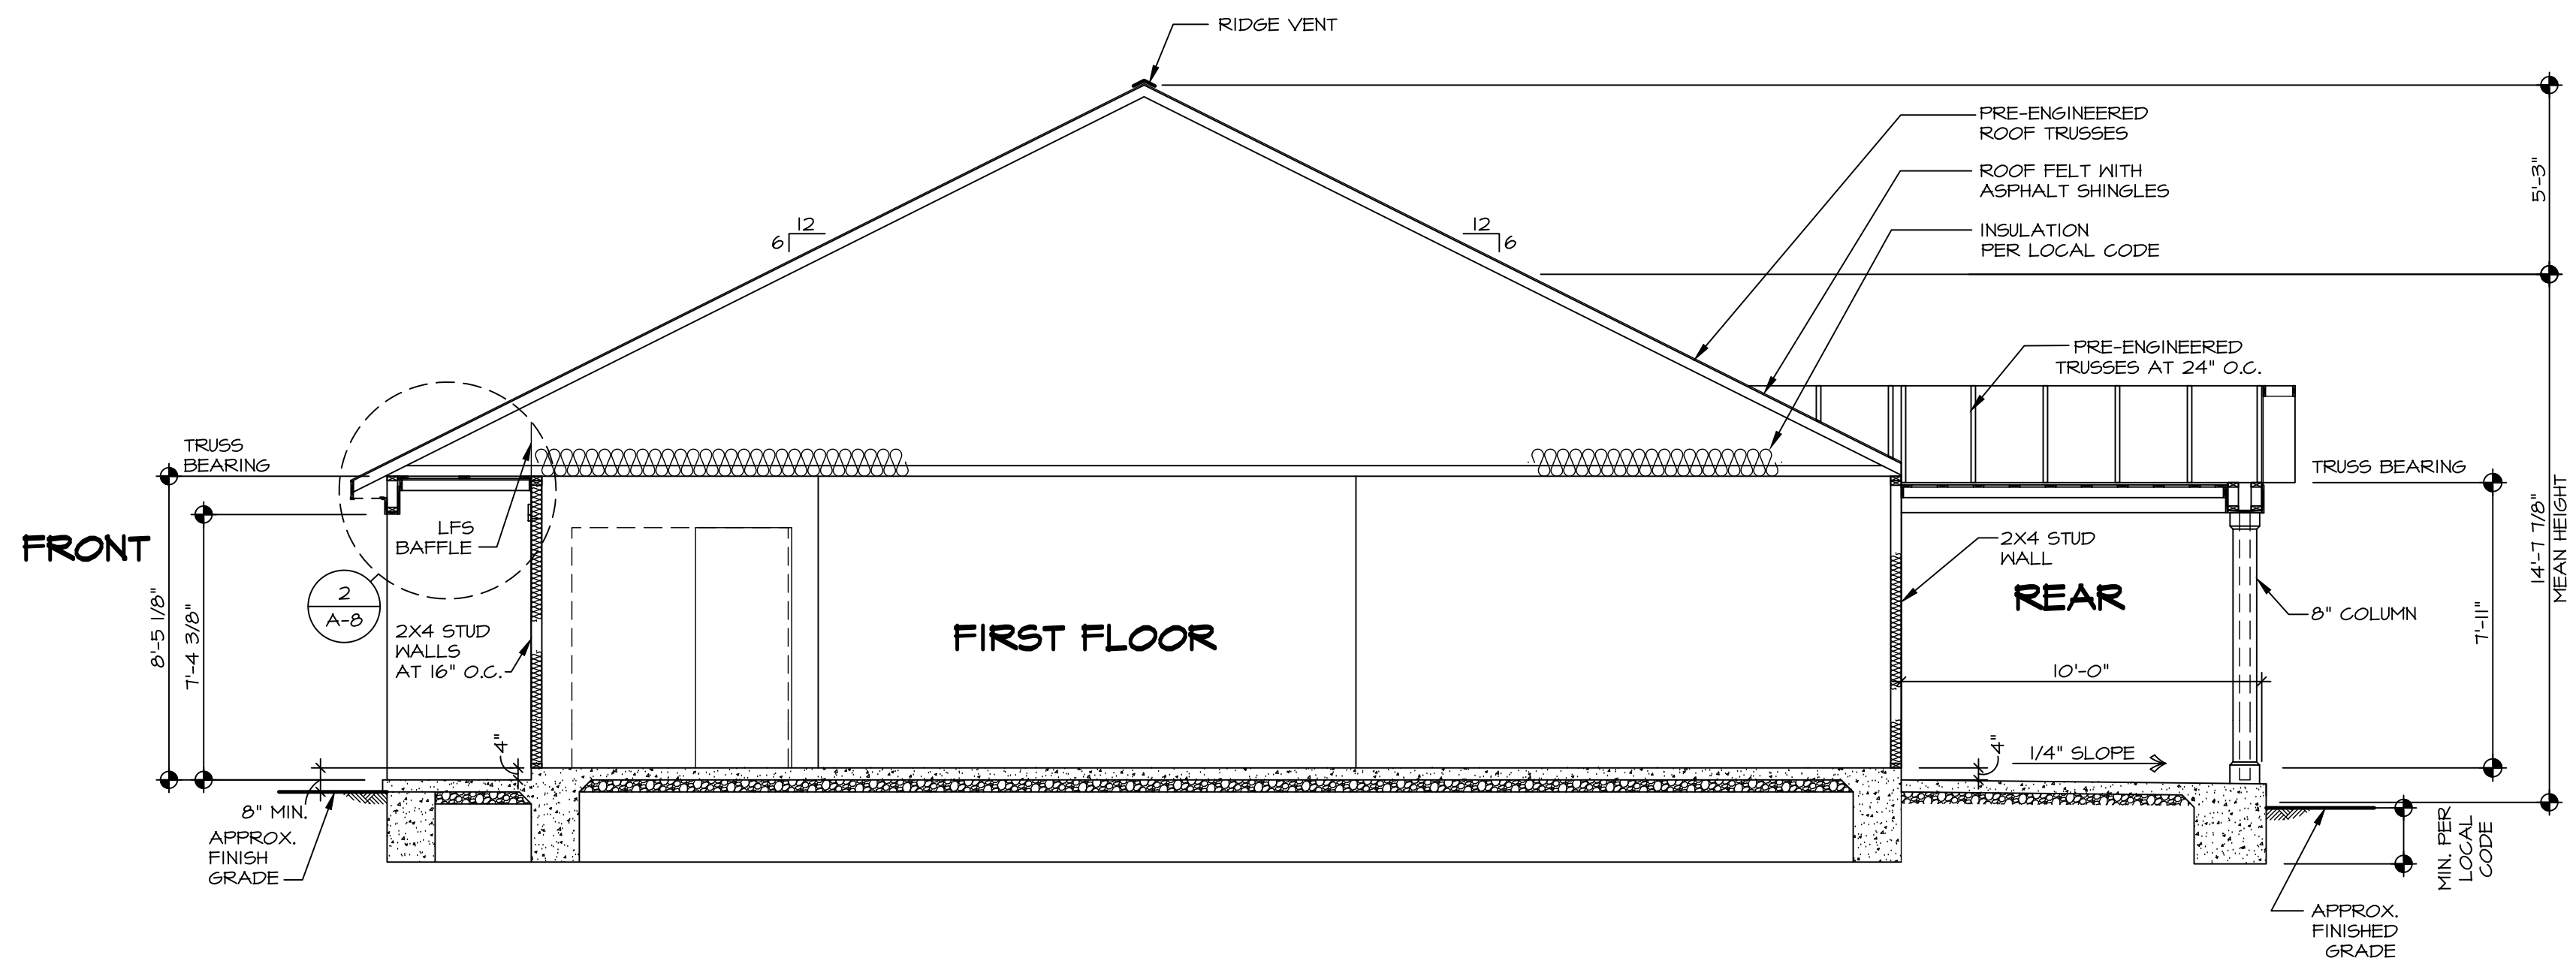 RIDGE VENT
PRE-ENGINEERED
ROOF TRUSSES
ROOF FELT WITH
ASPHALT SHINGLES
INSULATION
PER LOCAL CODE
5'-3"
12
6
12
6
PRE-ENGINEERED
TRUSSES AT 24" O.C.
TRUSS
BEARING
TRUSS BEARING
LFS
BAFFLE
FRONT
2
A-8
2X4 STUD
WALLS
AT 16" O.C.
8'-5 1/8"
7'-4 3/8"
FIRST FLOOR
2X4 STUD
WALL
REAR
8" COLUMN
10'-0"
7'-11"
14'-7 7/8"
MEAN HEIGHT
4"
4"
1/4" SLOPE
8" MIN.
APPROX.
FINISH
GRADE
MIN. PER
LOCAL
CODE
APPROX.
FINISHED
GRADE